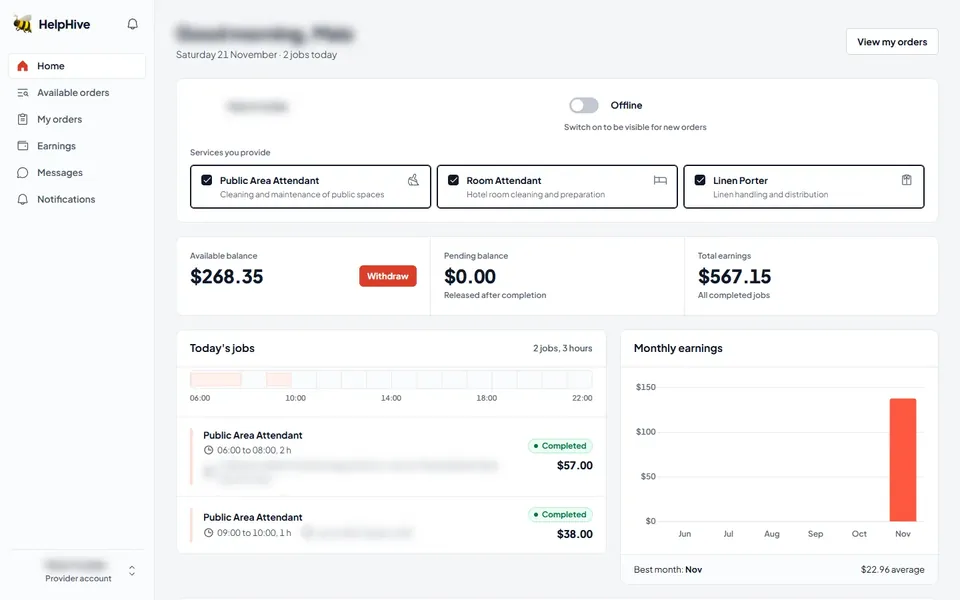 HelpHive
Home
Available orders
My orders
Earnings
Messages
Notifications
Provider account
Saturday 21 November · 2 jobs today
View my orders
Offline
Switch on to be visible for new orders
Services you provide
Public Area Attendant
Cleaning and maintenance of public spaces
Room Attendant
Hotel room cleaning and preparation
Linen Porter
Linen handling and distribution
Available balance
$268.35
Withdraw
Pending balance
$0.00
Released after completion
Total earnings
$567.15
All completed jobs
Today's jobs
2 jobs, 3 hours
06:00 10:00 14:00 18:00 22:00
Public Area Attendant
06:00 to 08:00, 2 h
Completed
$57.00
Public Area Attendant
09:00 to 10:00, 1 h
Completed
$38.00
Monthly earnings
$150
$100
$50
$0
Jun Jul Aug Sep Oct Nov
Best month: Nov
$22.96 average